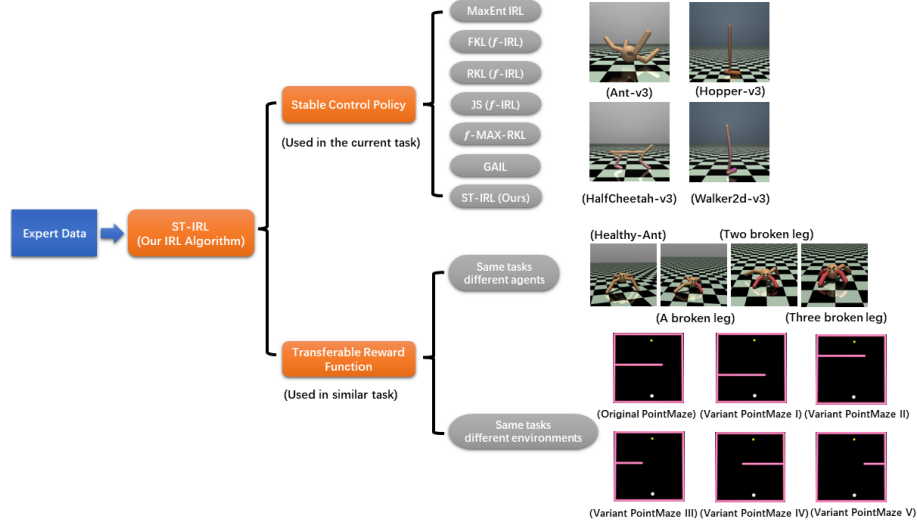 Expert Data
ST-IRL
(Our IRL Algorithm)
Stable Control Policy
(Used in the current task)
MaxEnt IRL
FKL (ƒ-IRL)
RKL (ƒ-IRL)
JS (ƒ-IRL)
ƒ-MAX-RKL
GAIL
ST-IRL (Ours)
(Ant-v3)
(Hopper-v3)
(HalfCheetah-v3)
(Walker2d-v3)
Transferable Reward
Function
(Used in similar task)
Same tasks
different agents
(Healthy-Ant)
(Two broken leg)
(A broken leg)
(Three broken leg)
Same tasks
different environments
(Original PointMaze)
(Variant PointMaze I)
(Variant PointMaze II)
(Variant PointMaze III)
(Variant PointMaze IV)
(Variant PointMaze V)